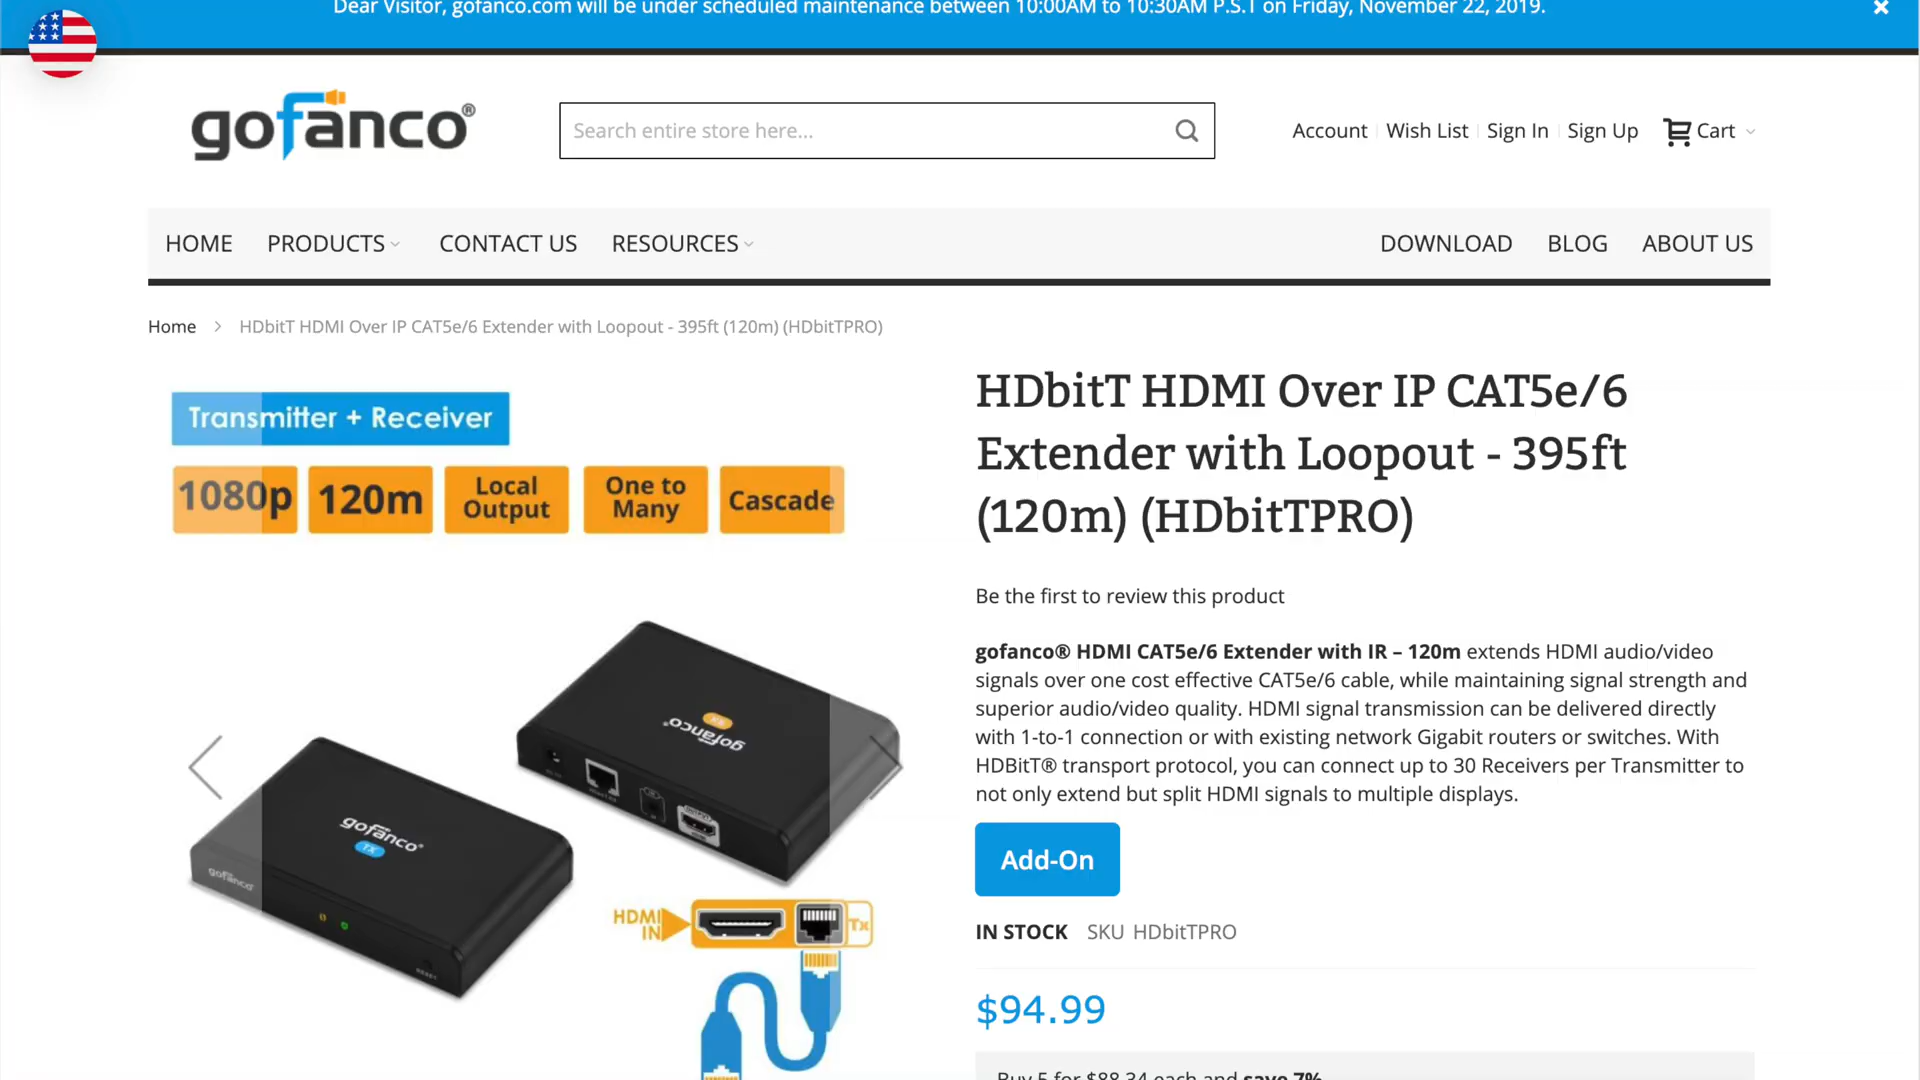 Dear Visitor, gofanco.com will be under scheduled maintenance between 10:00AM to 10:30AM P.S.T on Friday, November 22, 2019.
gofanco®
Search entire store here...
Account Wish List Sign In Sign Up Cart
HOME PRODUCTS CONTACT US RESOURCES DOWNLOAD BLOG ABOUT US
Home > HDbitT HDMI Over IP CAT5e/6 Extender with Loopout - 395ft (120m) (HDbitTPRO)
Transmitter + Receiver
1080p 120m Local Output One to Many Cascade
gofanco
RX
gofanco
TX
gofanco
HDMI IN
Tx
HDbitT HDMI Over IP CAT5e/6
Extender with Loopout - 395ft
(120m) (HDbitTPRO)
Be the first to review this product
gofanco® HDMI CAT5e/6 Extender with IR – 120m extends HDMI audio/video
signals over one cost effective CAT5e/6 cable, while maintaining signal strength and
superior audio/video quality. HDMI signal transmission can be delivered directly
with 1-to-1 connection or with existing network Gigabit routers or switches. With
HDBitT® transport protocol, you can connect up to 30 Receivers per Transmitter to
not only extend but split HDMI signals to multiple displays.
Add-On
IN STOCK SKU HDbitTPRO
$94.99
Buy 5 for $88.34 each and save 7%